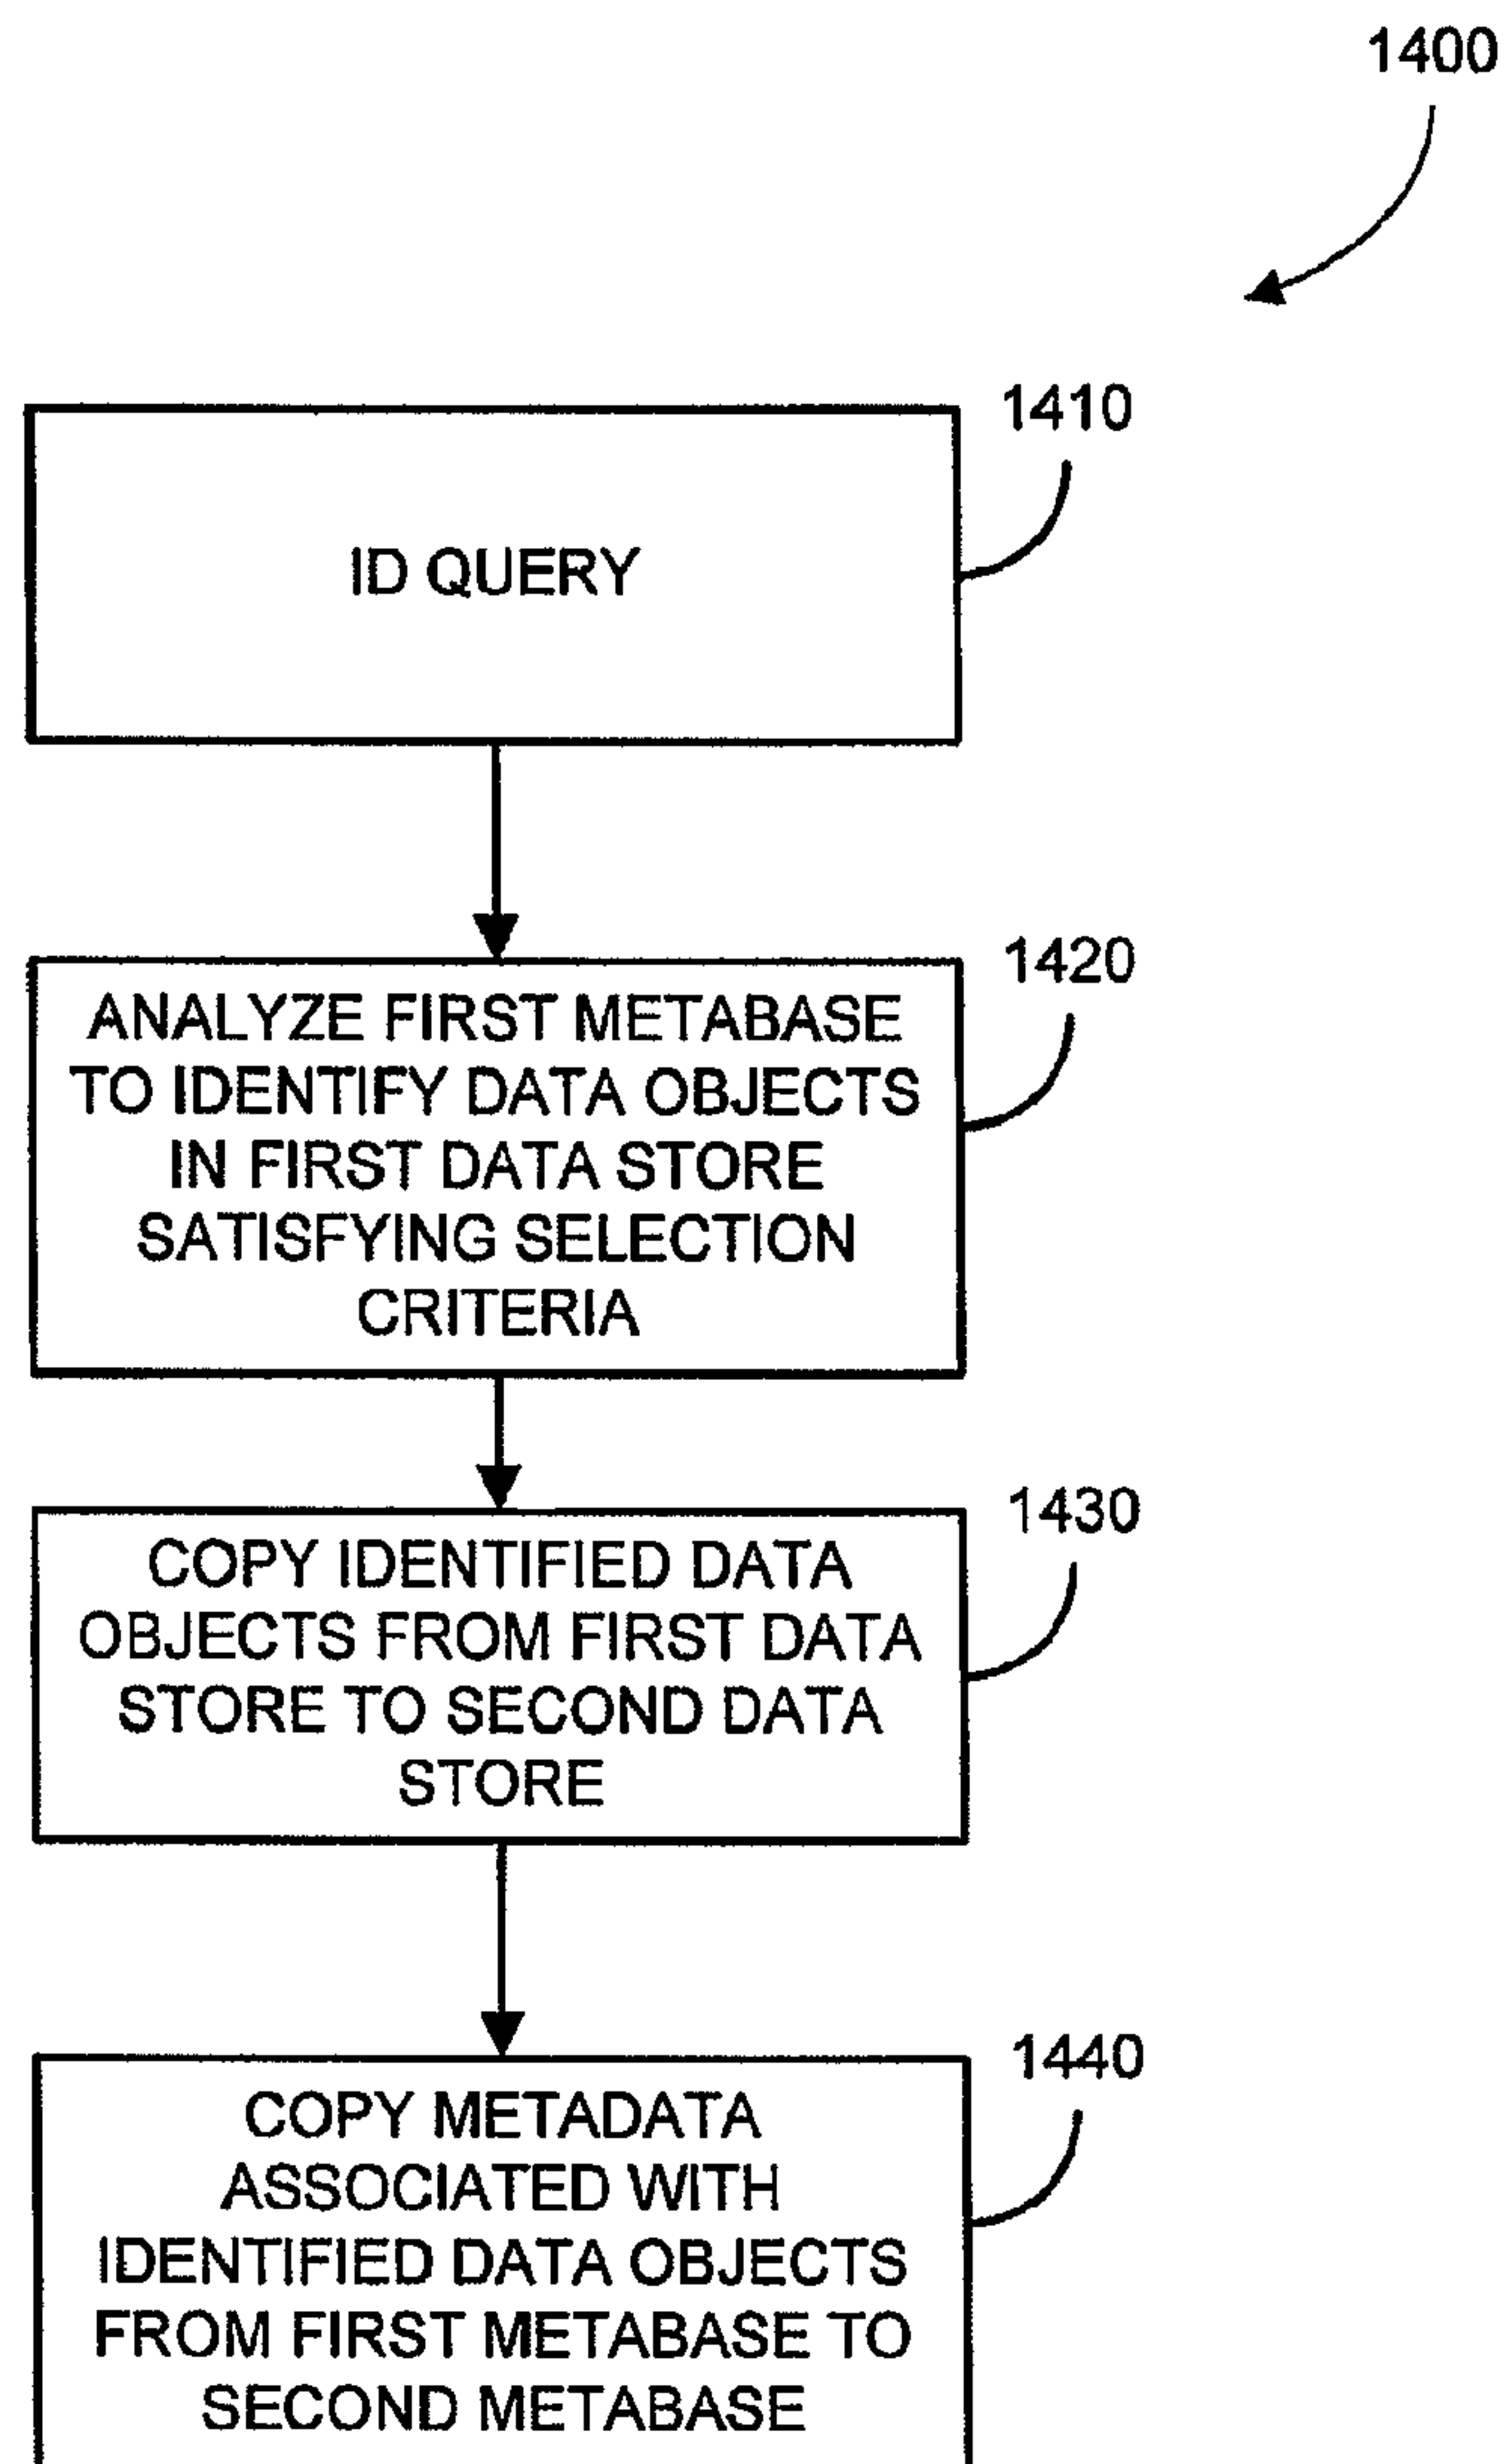 1400
1410
ID QUERY
1420
ANALYZE FIRST METABASE
TO IDENTIFY DATA OBJECTS
IN FIRST DATA STORE
SATISFYING SELECTION
CRITERIA
1430
COPY IDENTIFIED DATA
OBJECTS FROM FIRST DATA
STORE TO SECOND DATA
STORE
1440
COPY METADATA
ASSOCIATED WITH
IDENTIFIED DATA OBJECTS
FROM FIRST METABASE TO
SECOND METABASE